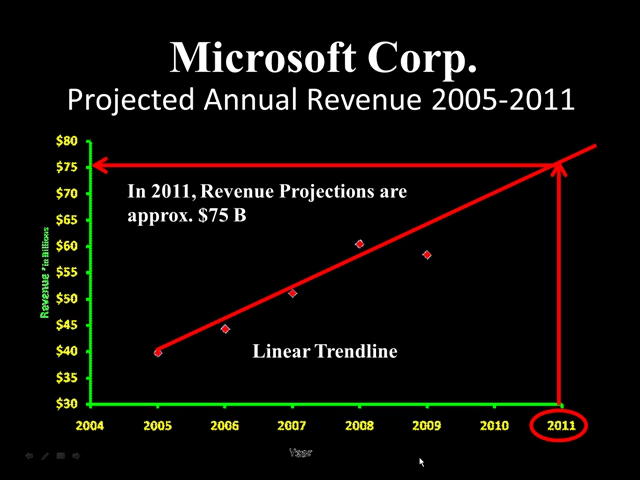 Microsoft Corp.
Projected Annual Revenue 2005-2011
$80
$75
$70
$65
$60
$55
$50
$45
$40
$35
$30
Revenue *in Billions
In 2011, Revenue Projections are
approx. $75 B
Linear Trendline
2004 2005 2006 2007 2008 2009 2010 2011
Year